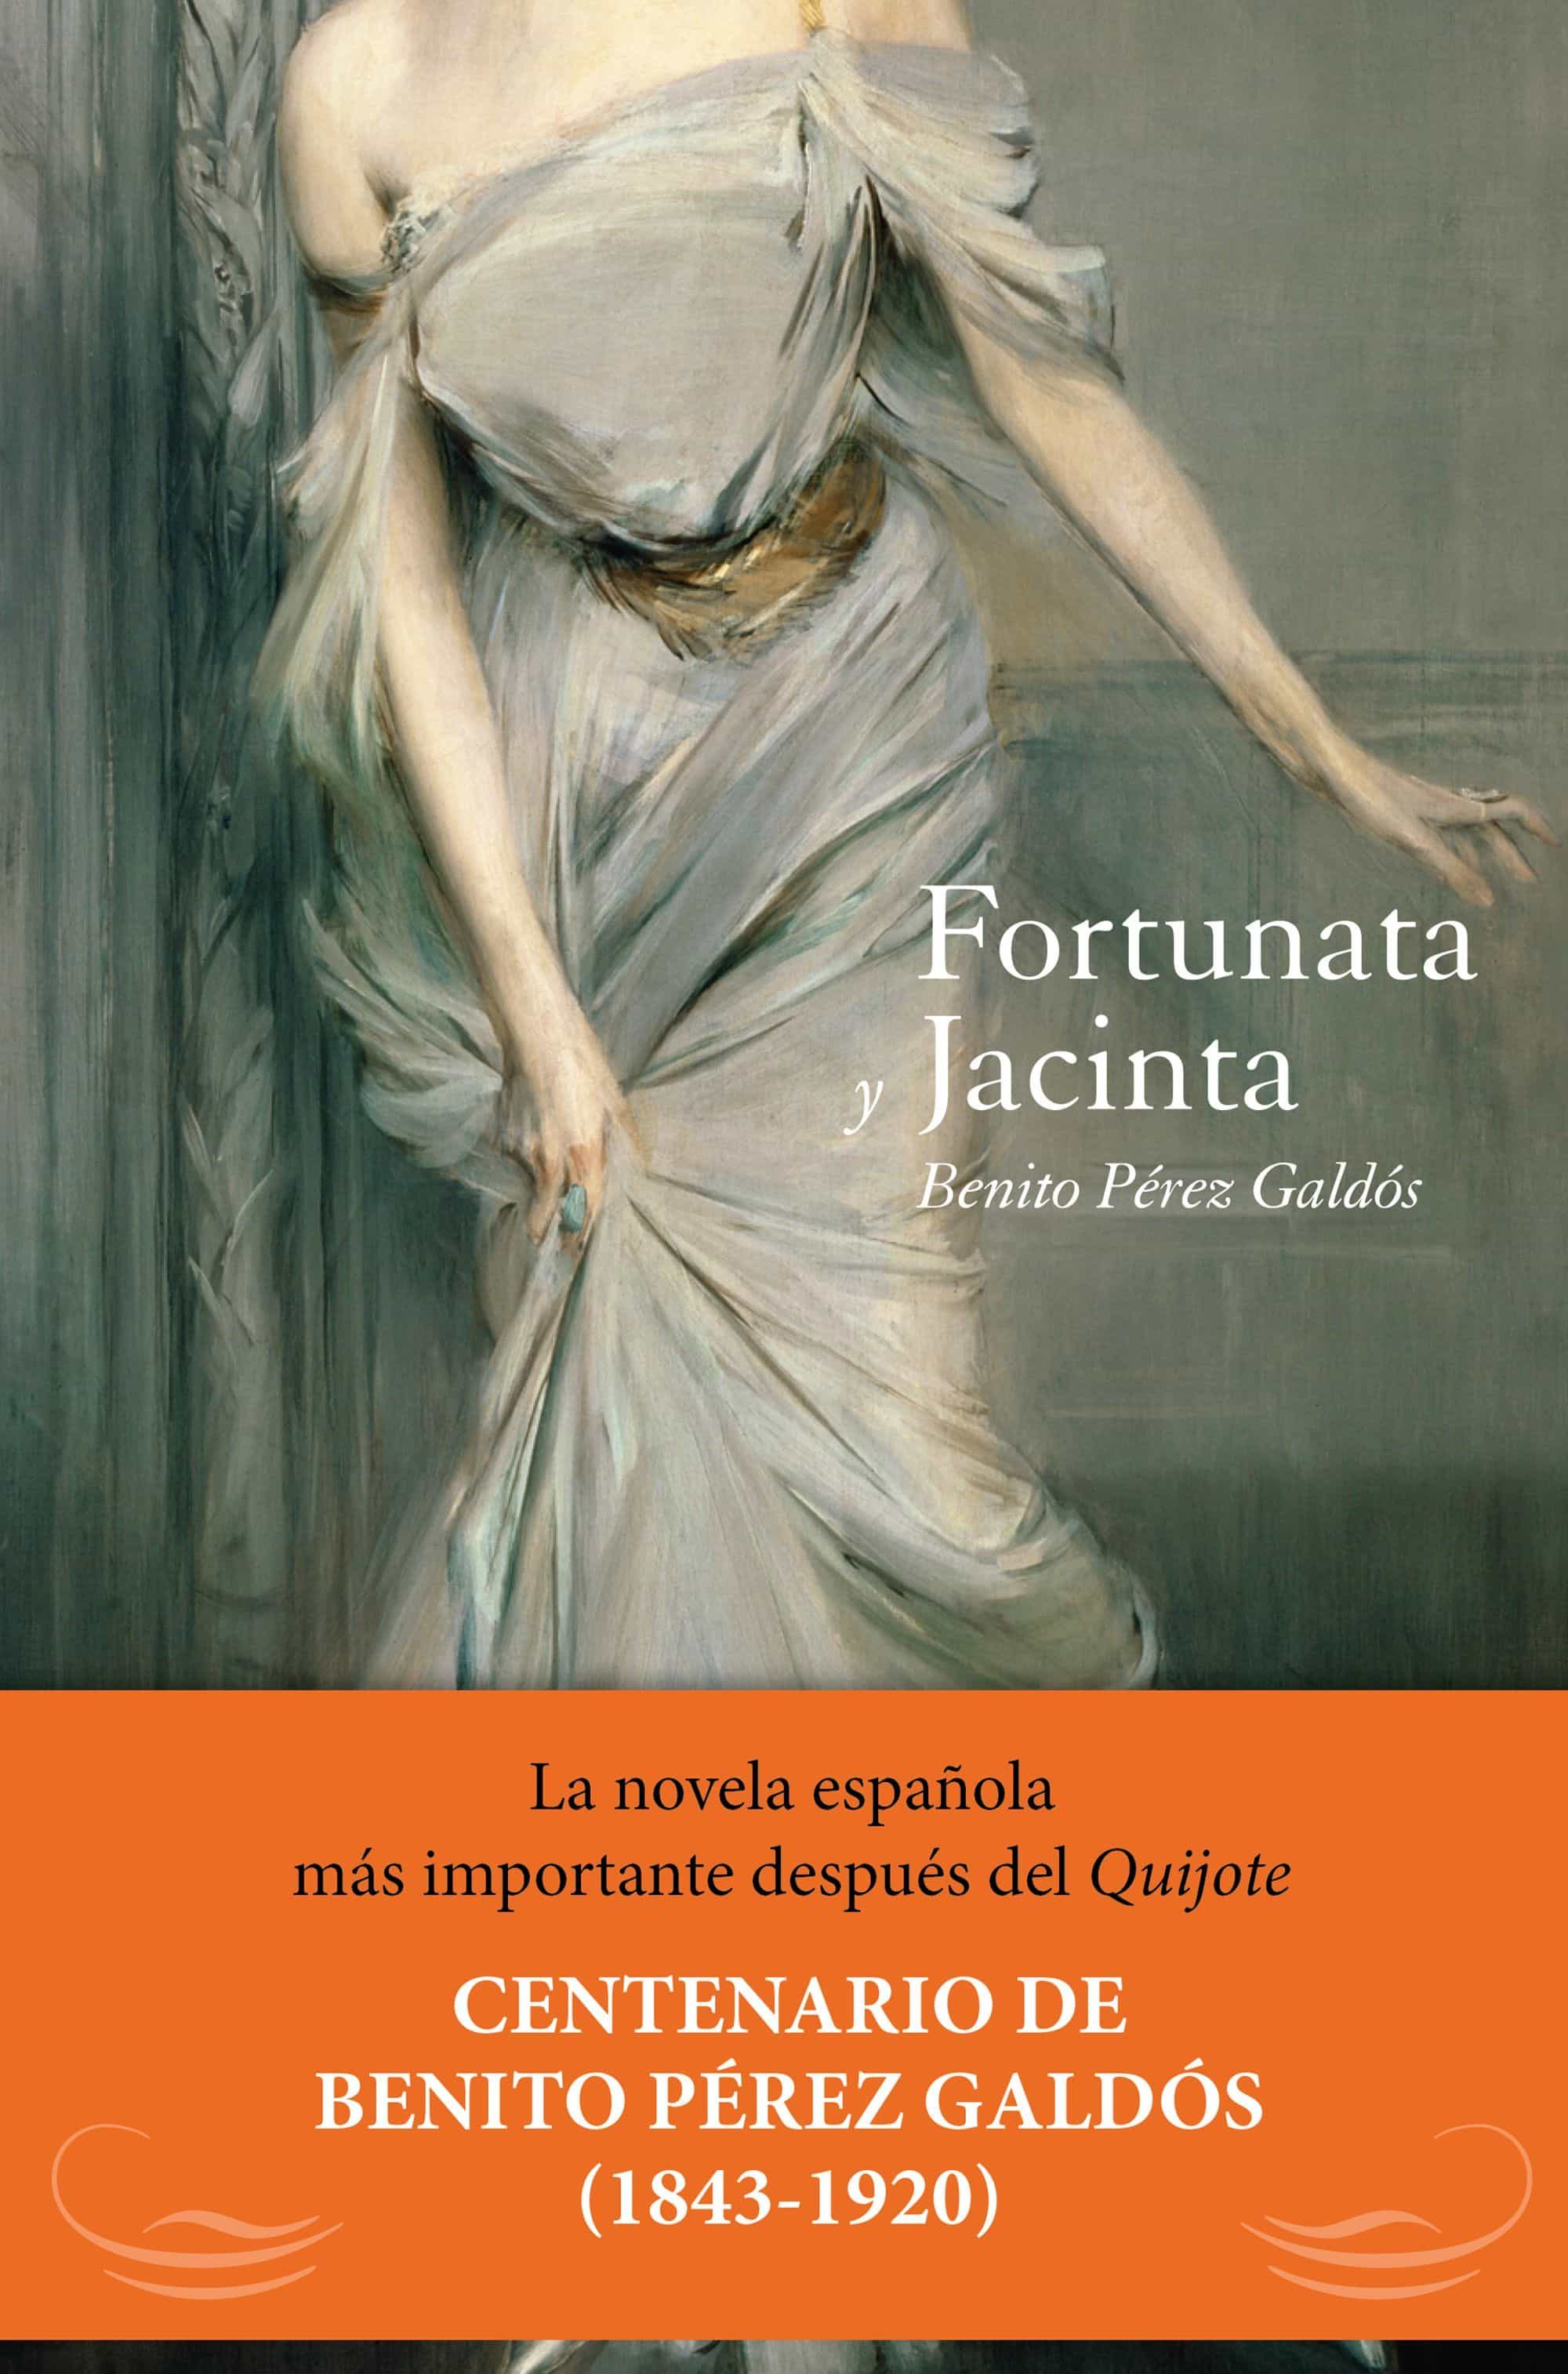 Fortunata
y Jacinta
Benito Pérez Galdós
La novela española
más importante después del Quijote
CENTENARIO DE
BENITO PÉREZ GALDÓS
(1843-1920)